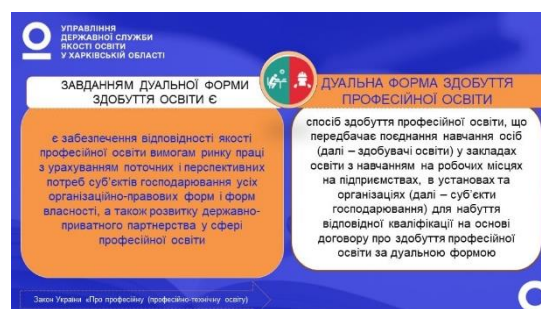 УПРАВЛІННЯ
ДЕРЖАВНОЇ СЛУЖБИ
ЯКОСТІ ОСВІТИ
У ХАРКІВСЬКІЙ ОБЛАСТІ
ЗАВДАННЯМ ДУАЛЬНОЇ ФОРМИ
ЗДОБУТТЯ ОСВІТИ Є
є забезпечення відповідності якості
професійної освіти вимогам ринку праці
з урахуванням поточних і перспективних
потреб суб'єктів господарювання усіх
організаційно-правових форм і форм
власності, а також розвитку державно-
приватного партнерства у сфері
професійної освіти
ДУАЛЬНА ФОРМА ЗДОБУТТЯ
ПРОФЕСІЙНОЇ ОСВІТИ
спосіб здобуття професійної освіти, що
передбачає поєднання навчання осіб
(далі – здобувачі освіти) у закладах
освіти з навчанням на робочих місцях
на підприємствах, в установах та
організаціях (далі – суб'єкти
господарювання) для набуття
відповідної кваліфікації на основі
договору про здобуття професійної
освіти за дуальною формою
Закон України «Про професійну (професійно-технічну освіту)